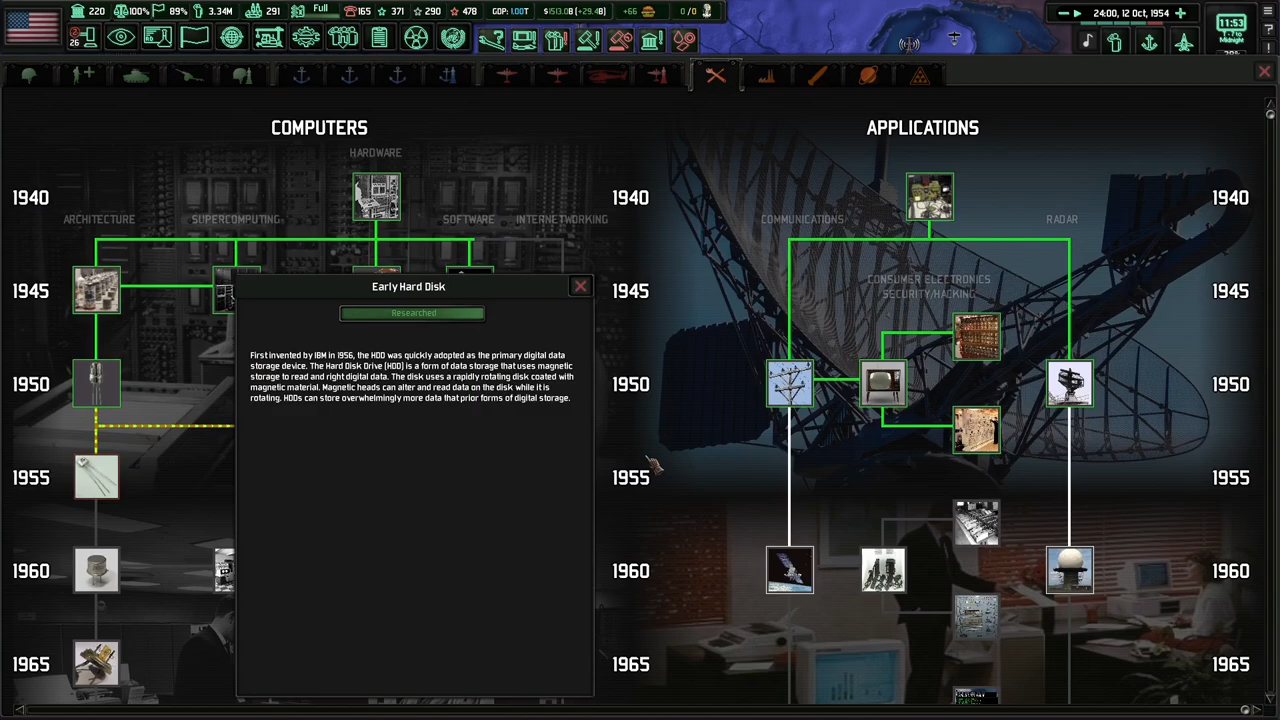 220 100% 89% 3.34M 291 Full 165 371 290 478 GDP: 1.00T $1513.0B (+29.4B) +66 0/0
24:00, 12 Oct, 1954
11:53
T-7 to
Midnight
2
26
COMPUTERS
APPLICATIONS
HARDWARE
1940
1940
1940
ARCHITECTURE
SUPERCOMPUTING
SOFTWARE
INTERNETWORKING
COMMUNICATIONS
RADAR
1945
1945
1945
CONSUMER ELECTRONICS
SECURITY/HACKING
Early Hard Disk
Researched
First invented by IBM in 1956, the HDD was quickly adopted as the primary digital data
storage device. The Hard Disk Drive (HDD) is a form of data storage that uses magnetic
storage to read and right digital data. The disk uses a rapidly rotating disk coated with
magnetic material. Magnetic heads can alter and read data on the disk while it is
rotating. HDDs can store overwhelmingly more data that prior forms of digital storage.
1950
1950
1950
1955
1955
1955
1960
1960
1960
1965
1965
1965